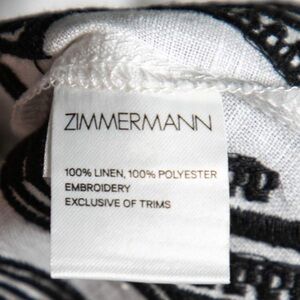 ZIMMERMANN
100% LINEN, 100% POLYESTER
EMBROIDERY
EXCLUSIVE OF TRIMS